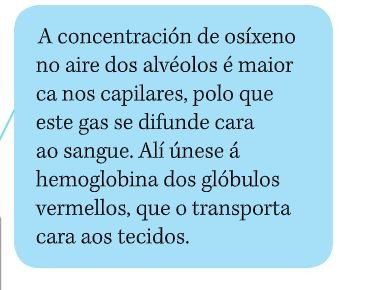 A concentración de osíxeno
no aire dos alvéolos é maior
ca nos capilares, polo que
este gas se difunde cara
ao sangue. Alí únese á
hemoglobina dos glóbulos
vermellos, que o transporta
cara aos tecidos.